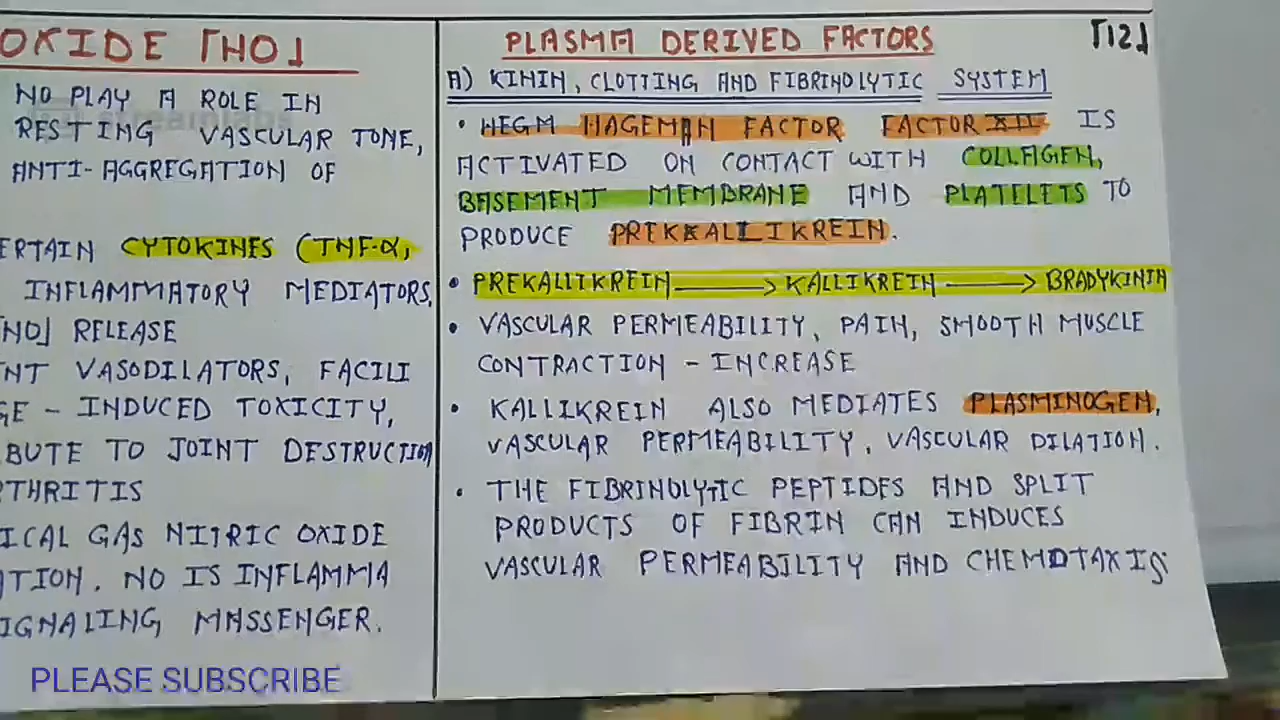 OXIDE [NO]
NO PLAY A ROLE IN
RESTING VASCULAR TONE,
ANTI-AGGREGATION OF
ERTAIN CYTOKINES (TNF-α,
INFLAMMATORY MEDIATORS,
[NO] RELEASE
ENT VASODILATORS, FACILI
GE - INDUCED TOXICITY,
BUTE TO JOINT DESTRUCTION
THRITIS
ICAL GAS NITRIC OXIDE
ATION. NO IS INFLAMMA
IGNALING MASSENGER.
PLEASE SUBSCRIBE
PLASMA DERIVED FACTORS
[12]
A) KININ, CLOTTING AND FIBRINOLYTIC SYSTEM
• HEGM HAGEMAN FACTOR FACTOR XII IS
ACTIVATED ON CONTACT WITH COLLAGEN,
BASEMENT MEMBRANE AND PLATELETS TO
PRODUCE PREKALLIKREIN.
• PREKALLIKREIN → KALLIKREIN → BRADYKININ
• VASCULAR PERMEABILITY, PAIN, SMOOTH MUSCLE
CONTRACTION - INCREASE
• KALLIKREIN ALSO MEDIATES PLASMINOGEN,
VASCULAR PERMEABILITY, VASCULAR DILATION.
• THE FIBRINOLYTIC PEPTIDES AND SPLIT
PRODUCTS OF FIBRIN CAN INDUCES
VASCULAR PERMEABILITY AND CHEMOTAXIS